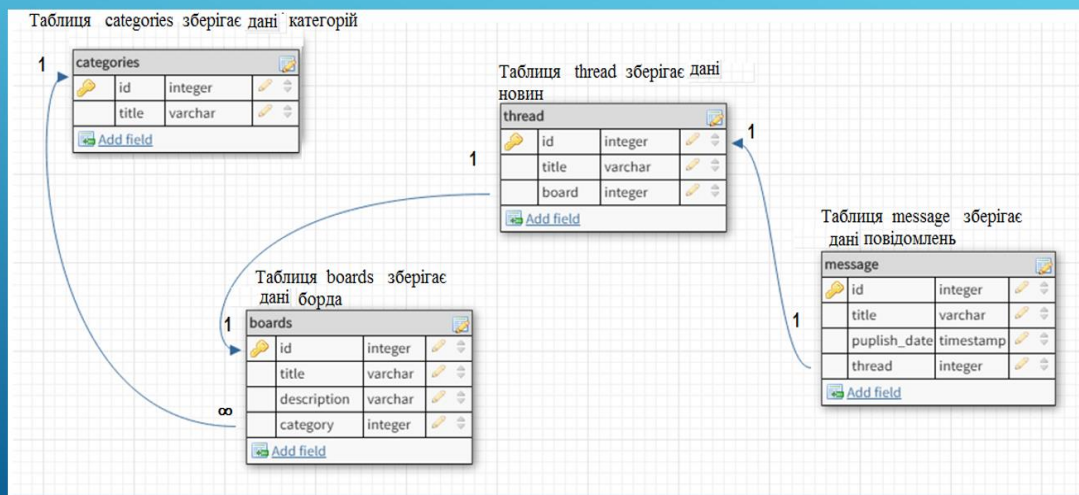 Таблиця categories зберігає дані категорій
1
categories
id integer
title varchar
Add field
Таблиця thread зберігає дані
новин
thread
1
id integer
title varchar
board integer
Add field
1
Таблиця message зберігає
дані повідомлень
message
id integer
title varchar
puplish_date timestamp
thread integer
Add field
1
Таблиця boards зберігає
дані борда
boards
1
id integer
title varchar
description varchar
category integer
Add field
∞